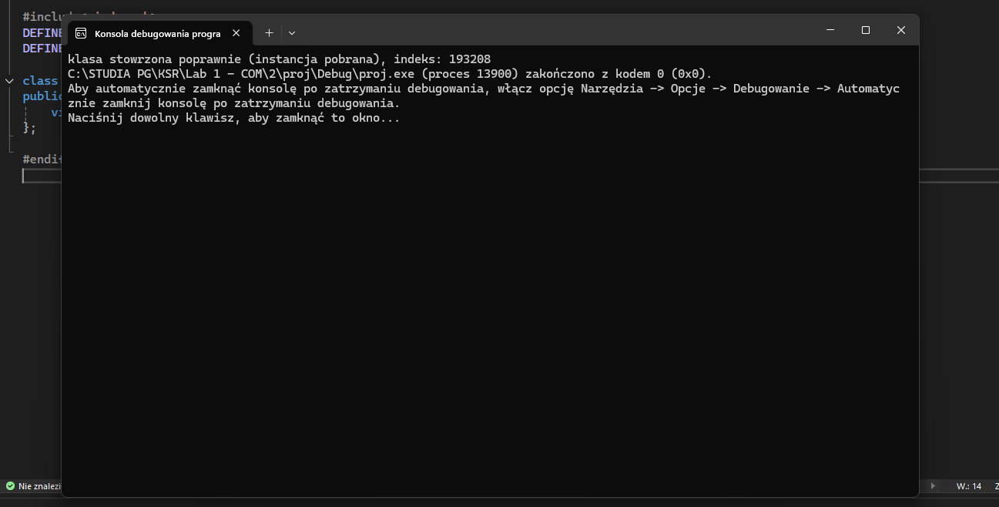 #inclu
DEFINE
DEFINE
class
public
vi
};
#endif
Konsola debugowania progra
klasa stowrzona poprawnie (instancja pobrana), indeks: 193208
C:\STUDIA PG\KSR\Lab 1 - COM\2\proj\Debug\proj.exe (proces 13900) zakończono z kodem 0 (0x0).
Aby automatycznie zamknąć konsolę po zatrzymaniu debugowania, włącz opcję Narzędzia -> Opcje -> Debugowanie -> Automatyc
znie zamknij konsolę po zatrzymaniu debugowania.
Naciśnij dowolny klawisz, aby zamknąć to okno...
Nie znalezi
W.: 14